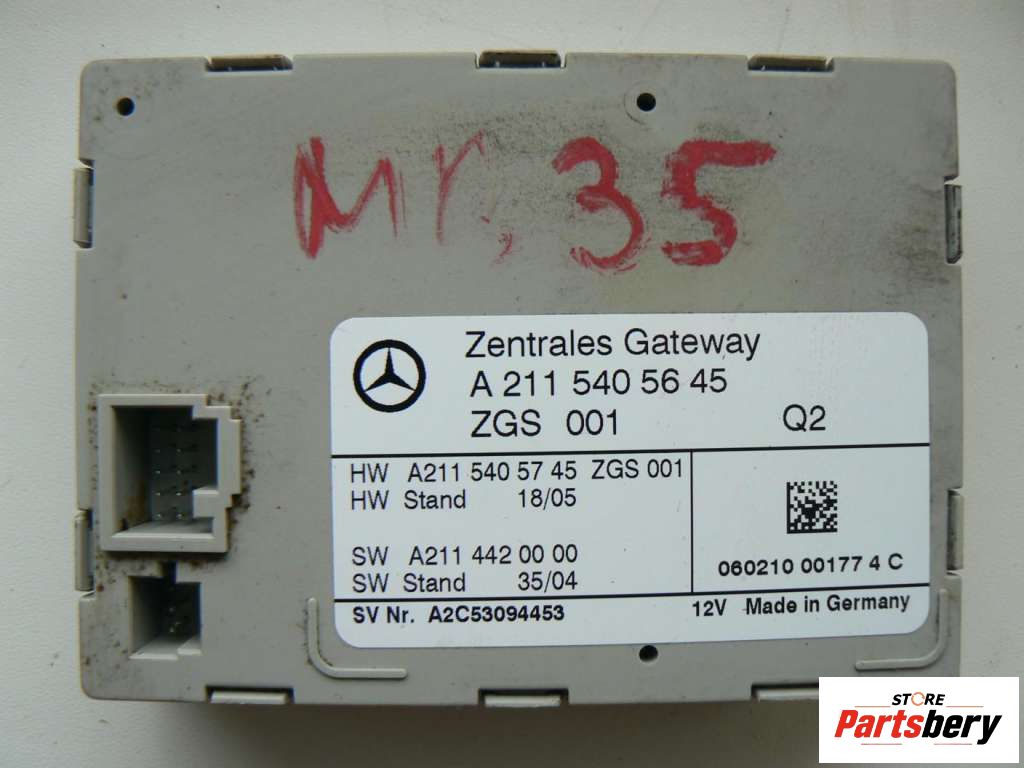 Mr. 35
Zentrales Gateway
A 211 540 56 45
ZGS 001 Q2
HW A211 540 57 45 ZGS 001
HW Stand 18/05
SW A211 442 00 00
SW Stand 35/04
060210 00177 4 C
SV Nr. A2C53094453
12V Made in Germany
STORE
Partsbery